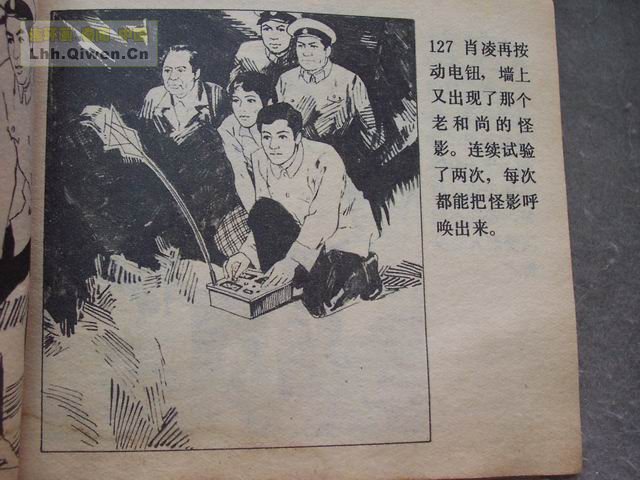 Lhh.Qiwen.Cn
127 肖凌再按
动电钮，墙上
又出现了那个
老和尚的怪
影。连续试验
了两次，每次
都能把怪影呼
唤出来。